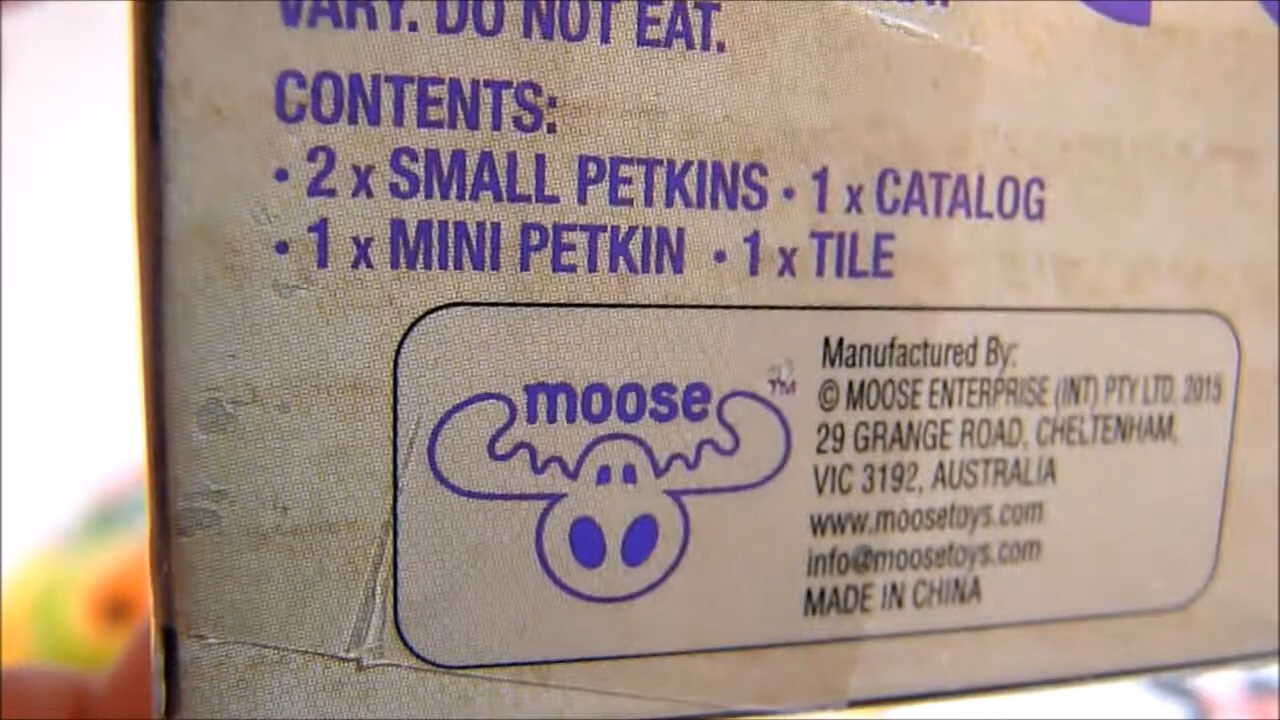 VARY. DO NOT EAT.
CONTENTS:
• 2 x SMALL PETKINS • 1 x CATALOG
• 1 x MINI PETKIN • 1 x TILE
moose™
Manufactured By:
© MOOSE ENTERPRISE (INT) PTY LTD. 2015
29 GRANGE ROAD, CHELTENHAM,
VIC 3192, AUSTRALIA
www.moosetoys.com
info@moosetoys.com
MADE IN CHINA